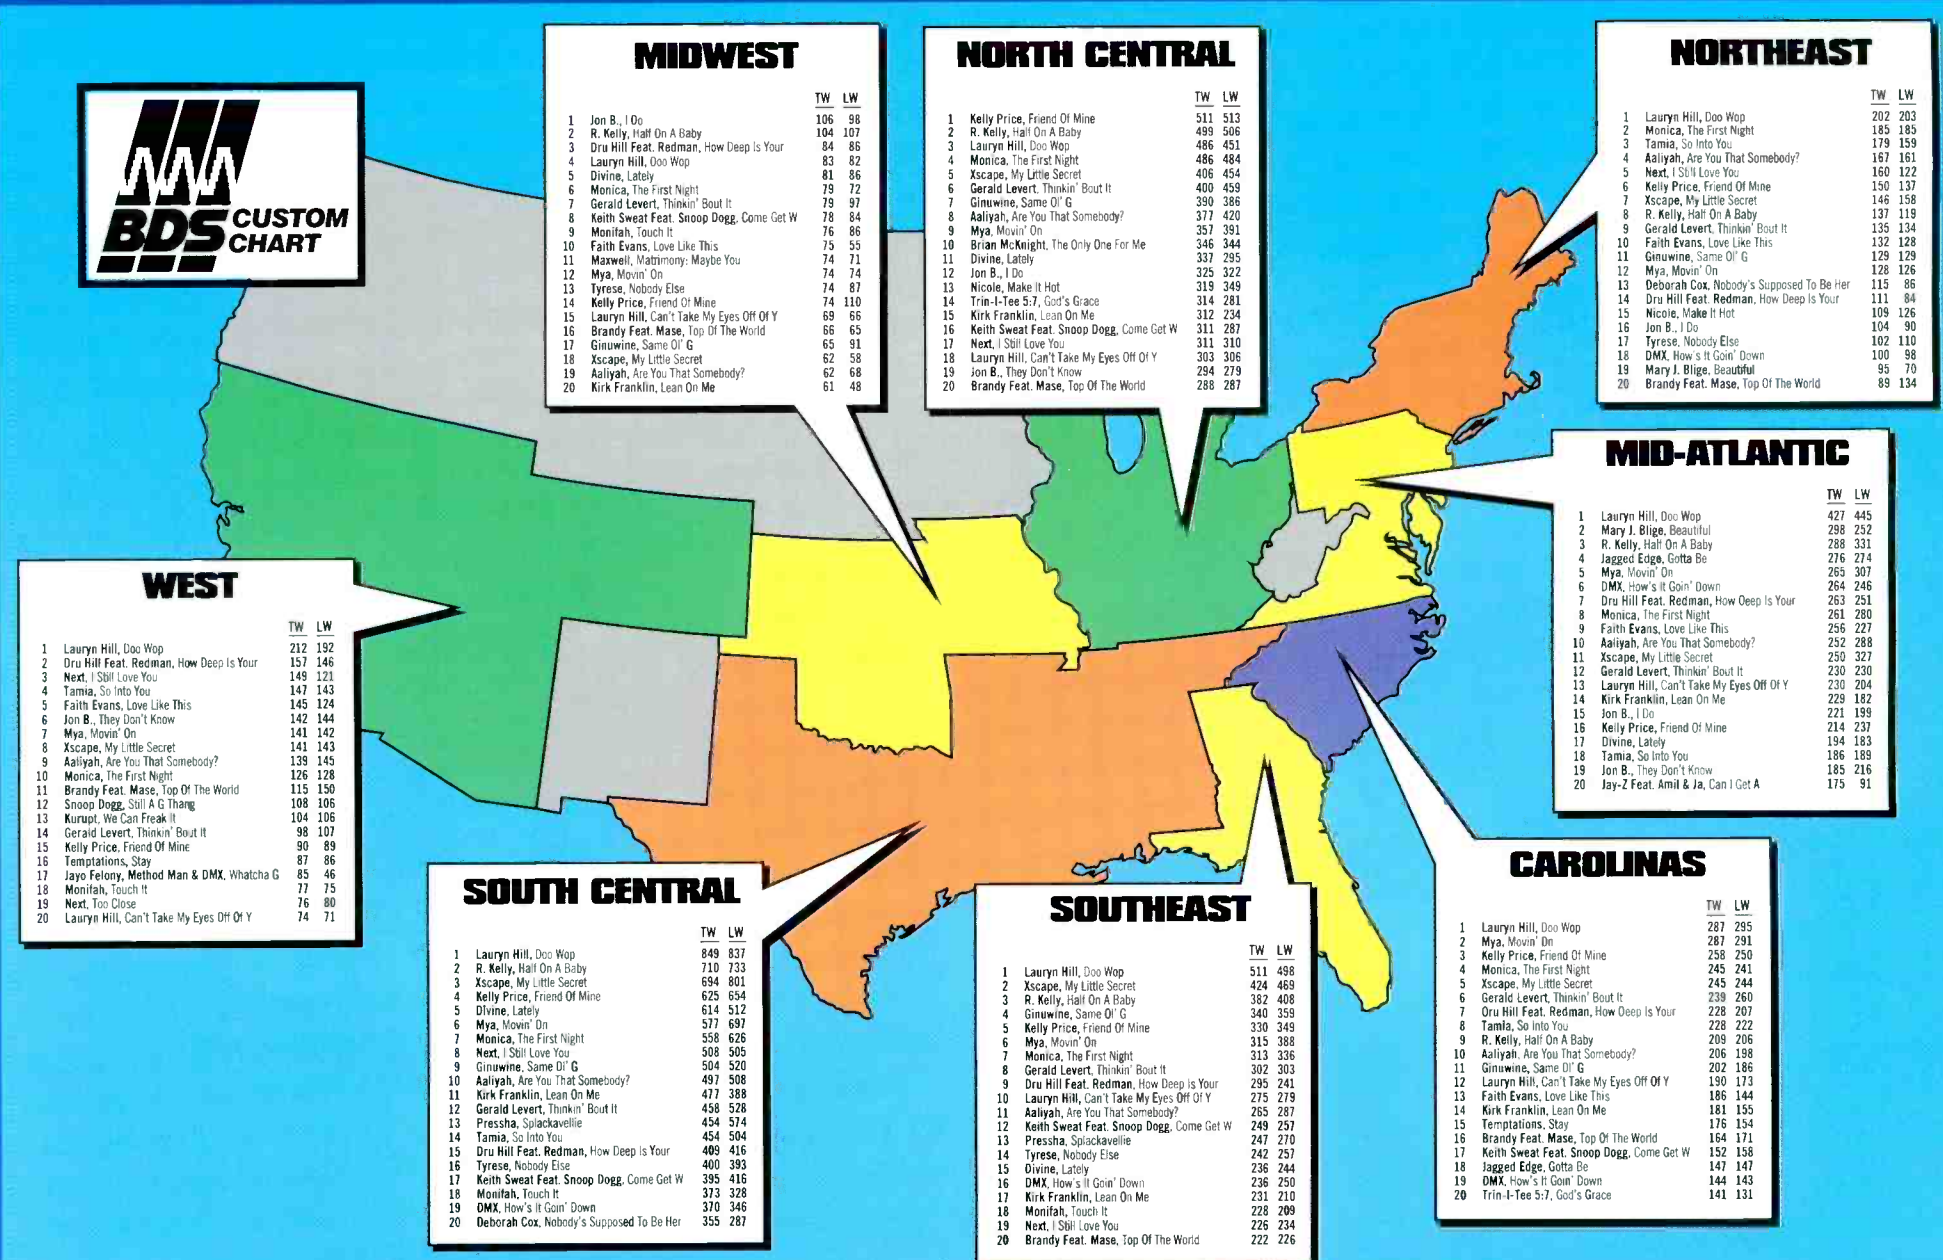 BDS CUSTOM
CHART
MIDWEST
TW LW
1 Jon B., I Do 106 98
2 R. Kelly, Half On A Baby 104 107
3 Dru Hill Feat. Redman, How Deep Is Your 84 86
4 Lauryn Hill, Doo Wop 83 82
5 Divine, Lately 81 86
6 Monica, The First Night 79 72
7 Gerald Levert, Thinkin' Bout It 79 97
8 Keith Sweat Feat. Snoop Dogg, Come Get W 78 84
9 Monifah, Touch It 76 86
10 Faith Evans, Love Like This 75 55
11 Maxwell, Matrimony: Maybe You 74 71
12 Mya, Movin' On 74 74
13 Tyrese, Nobody Else 74 87
14 Kelly Price, Friend Of Mine 74 110
15 Lauryn Hill, Can't Take My Eyes Off Of Y 69 66
16 Brandy Feat. Mase, Top Of The World 66 65
17 Ginuwine, Same Ol' G 65 91
18 Xscape, My Little Secret 62 58
19 Aaliyah, Are You That Somebody? 62 68
20 Kirk Franklin, Lean On Me 61 48
NORTH CENTRAL
TW LW
1 Kelly Price, Friend Of Mine 511 513
2 R. Kelly, Half On A Baby 499 506
3 Lauryn Hill, Doo Wop 486 451
4 Monica, The First Night 486 484
5 Xscape, My Little Secret 406 454
6 Gerald Levert, Thinkin' Bout It 400 459
7 Ginuwine, Same Ol' G 390 386
8 Aaliyah, Are You That Somebody? 377 420
9 Mya, Movin' On 357 391
10 Brian McKnight, The Only One For Me 346 344
11 Divine, Lately 337 295
12 Jon B., I Do 325 322
13 Nicole, Make It Hot 319 349
14 Trin-I-Tee 5:7, God's Grace 314 281
15 Kirk Franklin, Lean On Me 312 234
16 Keith Sweat Feat. Snoop Dogg, Come Get W 311 287
17 Next, I Still Love You 311 310
18 Lauryn Hill, Can't Take My Eyes Off Of Y 303 306
19 Jon B., They Don't Know 294 279
20 Brandy Feat. Mase, Top Of The World 288 287
NORTHEAST
TW LW
1 Lauryn Hill, Doo Wop 202 203
2 Monica, The First Night 185 185
3 Tamia, So Into You 179 159
4 Aaliyah, Are You That Somebody? 167 161
5 Next, I Still Love You 160 122
6 Kelly Price, Friend Of Mine 150 137
7 Xscape, My Little Secret 146 158
8 R. Kelly, Half On A Baby 137 119
9 Gerald Levert, Thinkin' Bout It 135 134
10 Faith Evans, Love Like This 132 128
11 Ginuwine, Same Ol' G 129 129
12 Mya, Movin' On 128 126
13 Deborah Cox, Nobody's Supposed To Be Her 115 86
14 Dru Hill Feat. Redman, How Deep Is Your 111 84
15 Nicole, Make It Hot 109 126
16 Jon B., I Do 104 90
17 Tyrese, Nobody Else 102 110
18 DMX, How's It Goin' Down 100 98
19 Mary J. Blige, Beautiful 95 70
20 Brandy Feat. Mase, Top Of The World 89 134
MID-ATLANTIC
TW LW
1 Lauryn Hill, Doo Wop 427 445
2 Mary J. Blige, Beautiful 298 252
3 R. Kelly, Half On A Baby 288 331
4 Jagged Edge, Gotta Be 276 274
5 Mya, Movin' On 265 307
6 DMX, How's It Goin' Down 264 246
7 Dru Hill Feat. Redman, How Deep Is Your 263 251
8 Monica, The First Night 261 280
9 Faith Evans, Love Like This 256 227
10 Aaliyah, Are You That Somebody? 252 288
11 Xscape, My Little Secret 250 327
12 Gerald Levert, Thinkin' Bout It 230 230
13 Lauryn Hill, Can't Take My Eyes Off Of Y 230 204
14 Kirk Franklin, Lean On Me 229 182
15 Jon B., I Do 221 199
16 Kelly Price, Friend Of Mine 214 237
17 Divine, Lately 194 183
18 Tamia, So Into You 186 189
19 Jon B., They Don't Know 185 216
20 Jay-Z Feat. Amil & Ja, Can I Get A 175 91
WEST
TW LW
1 Lauryn Hill, Doo Wop 212 192
2 Dru Hill Feat. Redman, How Deep Is Your 157 146
3 Next, I Still Love You 149 121
4 Tamia, So Into You 147 143
5 Faith Evans, Love Like This 145 124
6 Jon B., They Don't Know 142 144
7 Mya, Movin' On 141 142
8 Xscape, My Little Secret 141 143
9 Aaliyah, Are You That Somebody? 139 145
10 Monica, The First Night 126 128
11 Brandy Feat. Mase, Top Of The World 115 150
12 Snoop Dogg, Still A G Thang 108 106
13 Kurupt, We Can Freak It 104 106
14 Gerald Levert, Thinkin' Bout It 98 107
15 Kelly Price, Friend Of Mine 90 89
16 Temptations, Stay 87 86
17 Jayo Felony, Method Man & DMX, Whatcha G 85 46
18 Monifah, Touch It 77 75
19 Next, Too Close 76 80
20 Lauryn Hill, Can't Take My Eyes Off Of Y 74 71
SOUTH CENTRAL
TW LW
1 Lauryn Hill, Doo Wop 849 837
2 R. Kelly, Half On A Baby 710 733
3 Xscape, My Little Secret 694 801
4 Kelly Price, Friend Of Mine 625 654
5 Divine, Lately 614 512
6 Mya, Movin' On 577 697
7 Monica, The First Night 558 626
8 Next, I Still Love You 508 505
9 Ginuwine, Same Ol' G 504 520
10 Aaliyah, Are You That Somebody? 497 508
11 Kirk Franklin, Lean On Me 477 388
12 Gerald Levert, Thinkin' Bout It 458 528
13 Pressha, Splackavellie 454 574
14 Tamia, So Into You 454 504
15 Dru Hill Feat. Redman, How Deep Is Your 409 416
16 Tyrese, Nobody Else 400 393
17 Keith Sweat Feat. Snoop Dogg, Come Get W 395 416
18 Monifah, Touch It 373 328
19 DMX, How's It Goin' Down 370 346
20 Deborah Cox, Nobody's Supposed To Be Her 355 287
SOUTHEAST
TW LW
1 Lauryn Hill, Doo Wop 511 498
2 Xscape, My Little Secret 424 469
3 R. Kelly, Half On A Baby 382 408
4 Ginuwine, Same Ol' G 340 359
5 Kelly Price, Friend Of Mine 330 349
6 Mya, Movin' On 315 388
7 Monica, The First Night 313 336
8 Gerald Levert, Thinkin' Bout It 302 303
9 Dru Hill Feat. Redman, How Deep Is Your 295 241
10 Lauryn Hill, Can't Take My Eyes Off Of Y 275 279
11 Aaliyah, Are You That Somebody? 265 287
12 Keith Sweat Feat. Snoop Dogg, Come Get W 249 257
13 Pressha, Splackavellie 247 270
14 Tyrese, Nobody Else 242 257
15 Divine, Lately 236 244
16 DMX, How's It Goin' Down 236 250
17 Kirk Franklin, Lean On Me 231 210
18 Monifah, Touch It 228 209
19 Next, I Still Love You 226 234
20 Brandy Feat. Mase, Top Of The World 222 226
CAROLINAS
TW LW
1 Lauryn Hill, Doo Wop 287 295
2 Mya, Movin' On 287 291
3 Kelly Price, Friend Of Mine 258 250
4 Monica, The First Night 245 241
5 Xscape, My Little Secret 245 244
6 Gerald Levert, Thinkin' Bout It 239 260
7 Dru Hill Feat. Redman, How Deep Is Your 228 207
8 Tamia, So Into You 228 222
9 R. Kelly, Half On A Baby 209 206
10 Aaliyah, Are You That Somebody? 206 198
11 Ginuwine, Same Ol' G 202 186
12 Lauryn Hill, Can't Take My Eyes Off Of Y 190 173
13 Faith Evans, Love Like This 186 144
14 Kirk Franklin, Lean On Me 181 155
15 Temptations, Stay 176 154
16 Brandy Feat. Mase, Top Of The World 164 171
17 Keith Sweat Feat. Snoop Dogg, Come Get W 152 158
18 Jagged Edge, Gotta Be 147 147
19 DMX, How's It Goin' Down 144 143
20 Trin-I-Tee 5:7, God's Grace 141 131